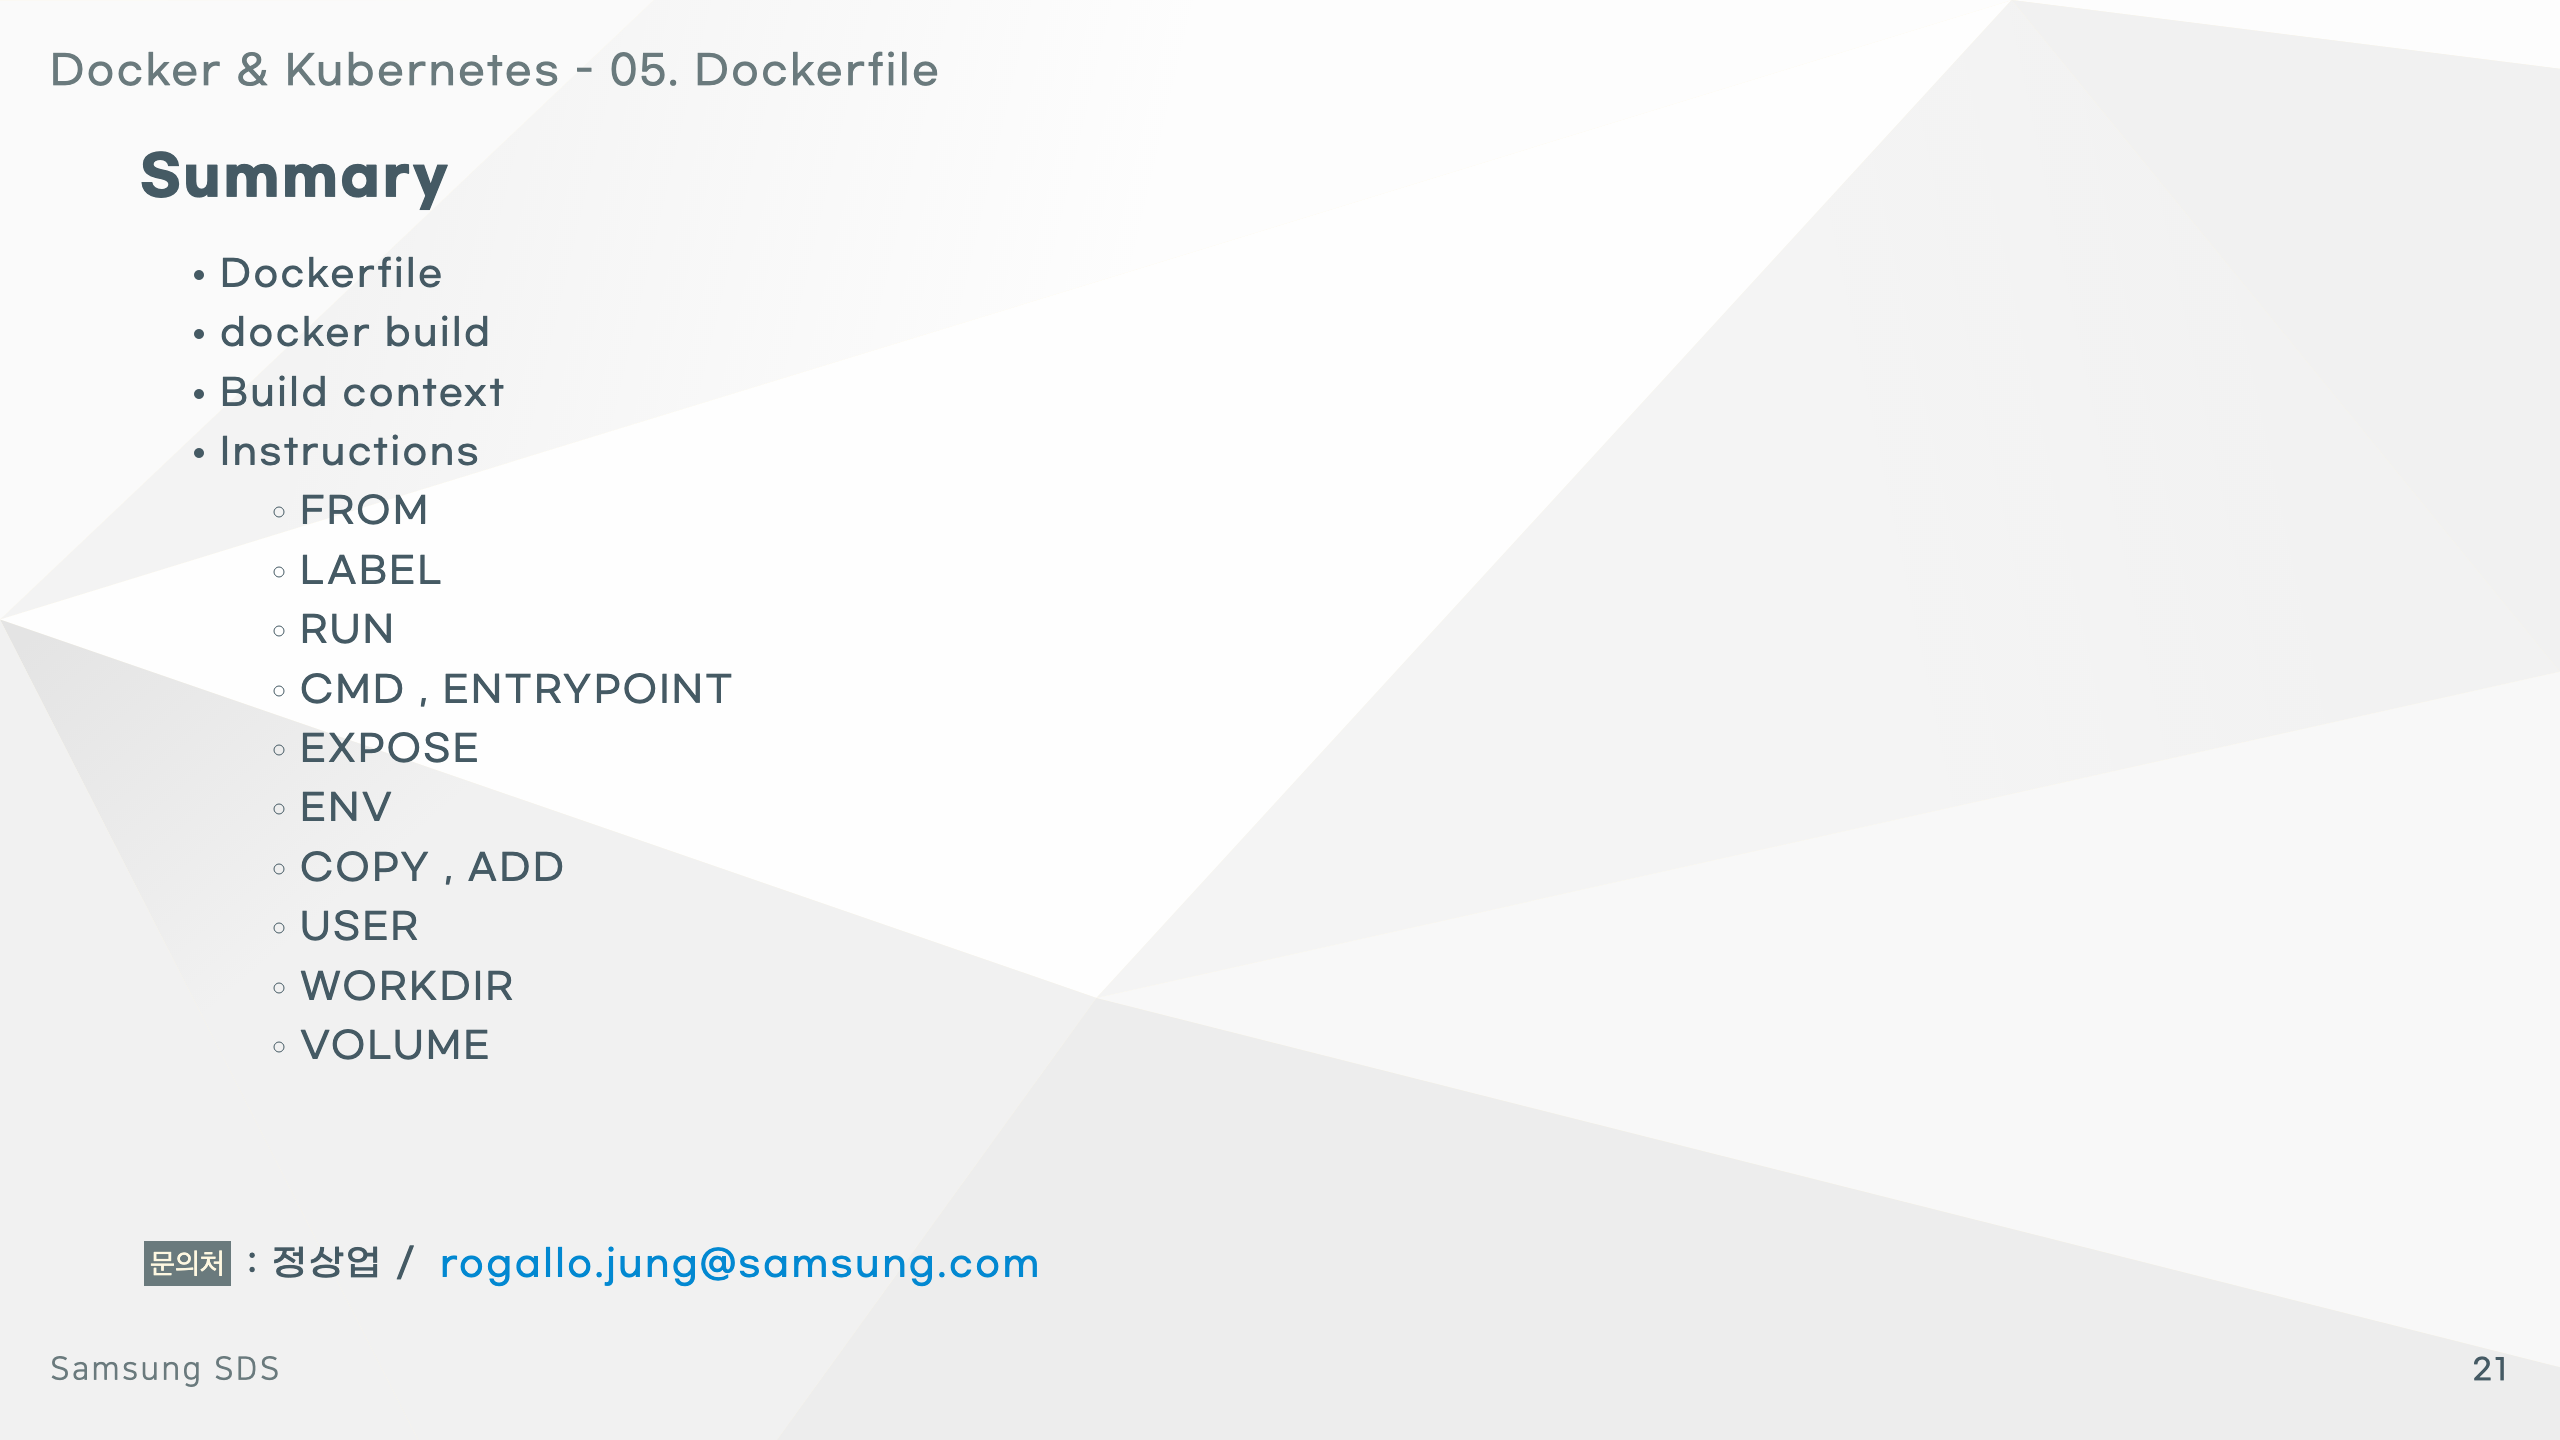 Docker & Kubernetes - 05. Dockerfile
Summary
• Dockerfile
• docker build
• Build context
• Instructions
◦ FROM
◦ LABEL
◦ RUN
◦ CMD , ENTRYPOINT
◦ EXPOSE
◦ ENV
◦ COPY , ADD
◦ USER
◦ WORKDIR
◦ VOLUME
문의처 : 정상업 / rogallo.jung@samsung.com
Samsung SDS
21